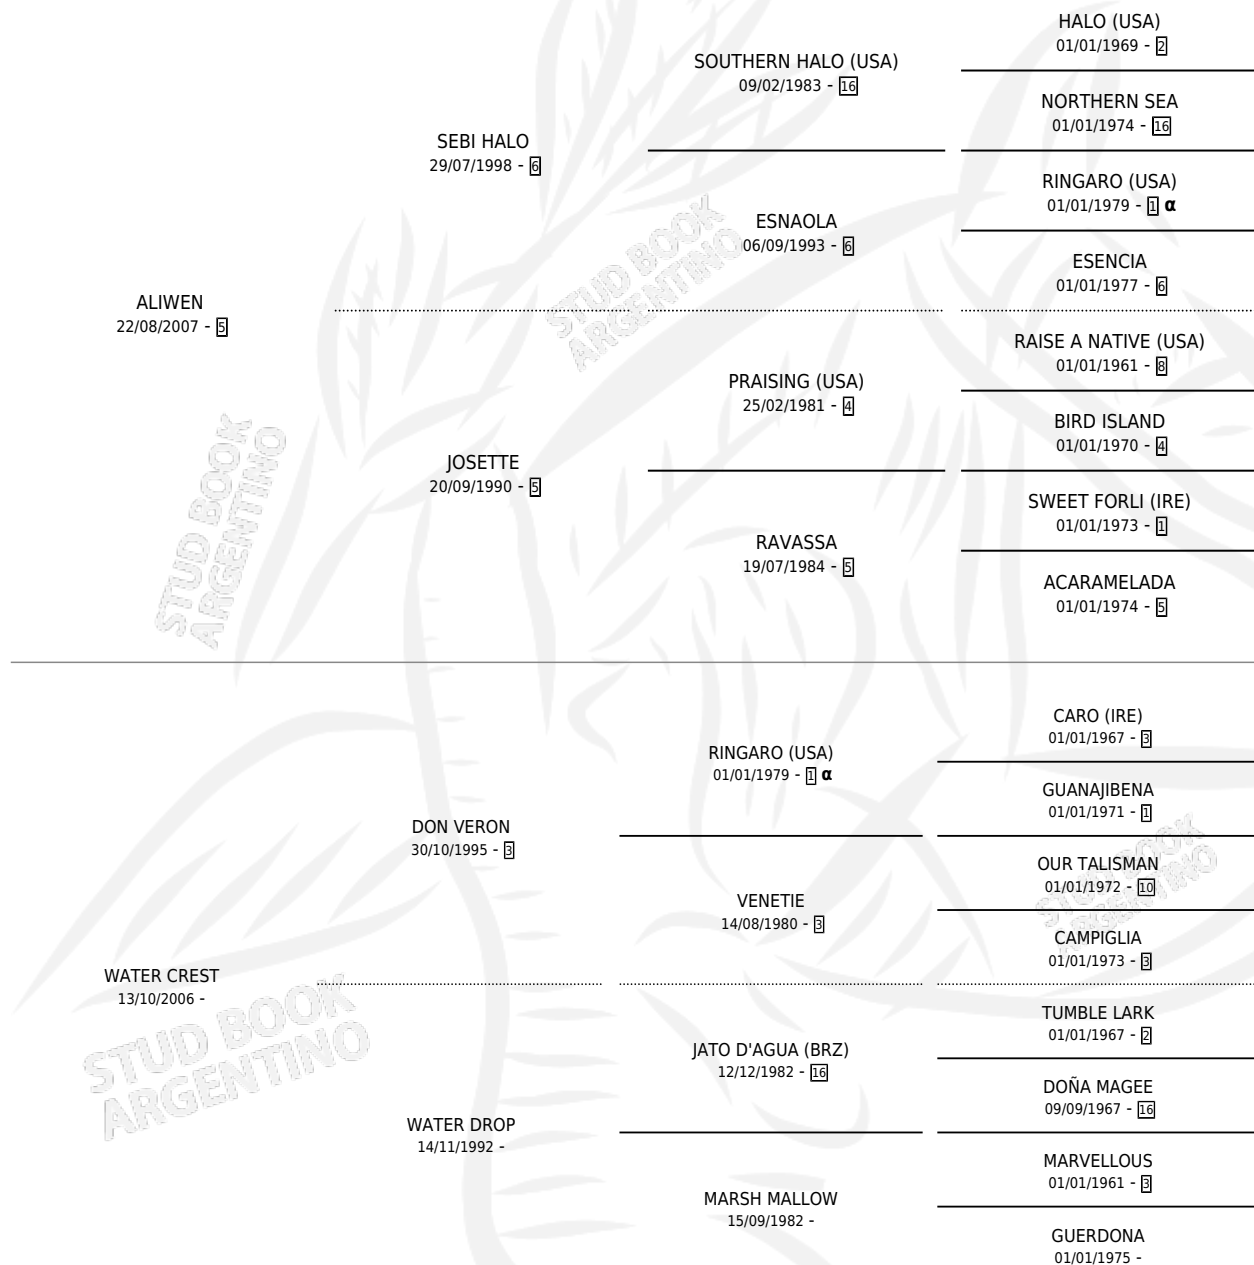 HALO (USA)
01/01/1969 - 2
SOUTHERN HALO (USA)
09/02/1983 - 16
NORTHERN SEA
01/01/1974 - 16
SEBI HALO
29/07/1998 - 6
RINGARO (USA)
01/01/1979 - 1 α
ESNAOLA
06/09/1993 - 6
ESENCIA
01/01/1977 - 6
ALIWEN
22/08/2007 - 5
RAISE A NATIVE (USA)
01/01/1961 - 8
PRAISING (USA)
25/02/1981 - 4
BIRD ISLAND
01/01/1970 - 4
JOSETTE
20/09/1990 - 5
SWEET FORLI (IRE)
01/01/1973 - 1
RAVASSA
19/07/1984 - 5
ACARAMELADA
01/01/1974 - 5
CARO (IRE)
01/01/1967 - 3
RINGARO (USA)
01/01/1979 - 1 α
GUANAJIBENA
01/01/1971 - 1
DON VERON
30/10/1995 - 3
OUR TALISMAN
01/01/1972 - 10
VENETIE
14/08/1980 - 3
CAMPIGLIA
01/01/1973 - 3
WATER CREST
13/10/2006 -
TUMBLE LARK
01/01/1967 - 2
JATO D'AGUA (BRZ)
12/12/1982 - 16
DOÑA MAGEE
09/09/1967 - 16
WATER DROP
14/11/1992 -
MARVELLOUS
01/01/1961 - 3
MARSH MALLOW
15/09/1982 -
GUERDONA
01/01/1975 -
STUD BOOK
ARGENTINO
STUD BOOK
ARGENTINO
STUD BOOK
ARGENTINO
STUD BOOK
ARGENTINO